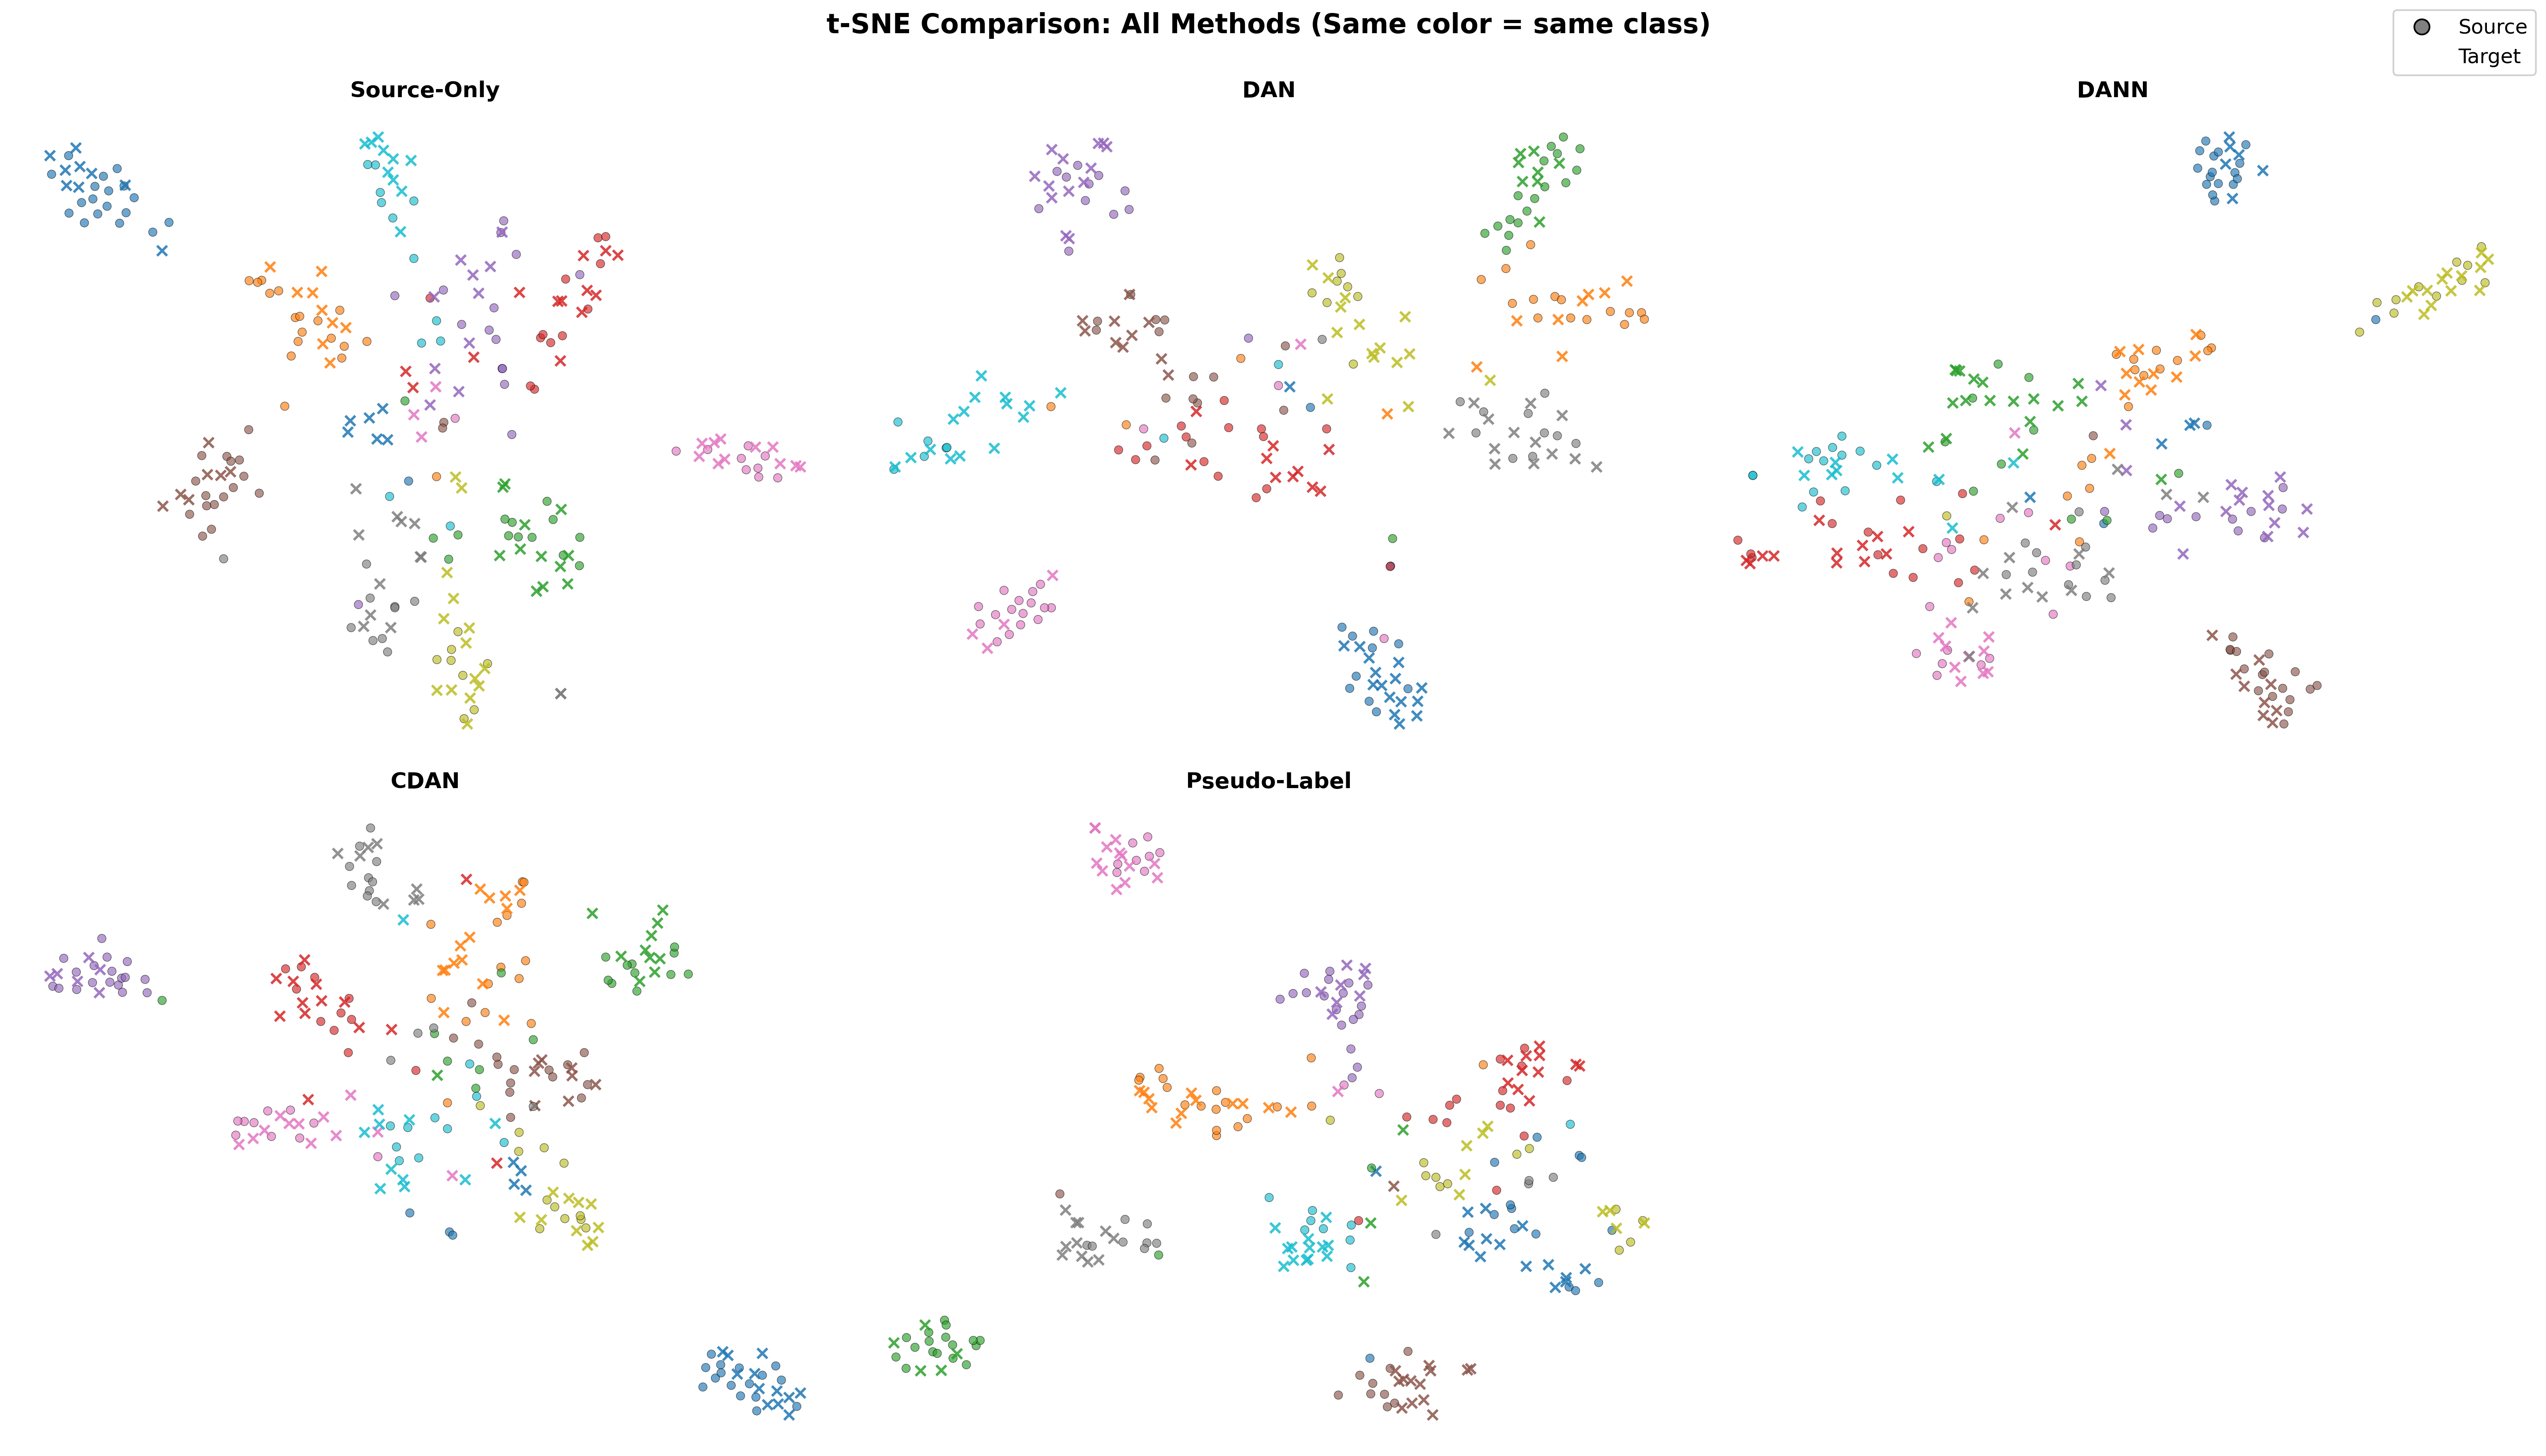 t-SNE Comparison: All Methods (Same color = same class)
Source
Target
Source-Only
DAN
DANN
CDAN
Pseudo-Label